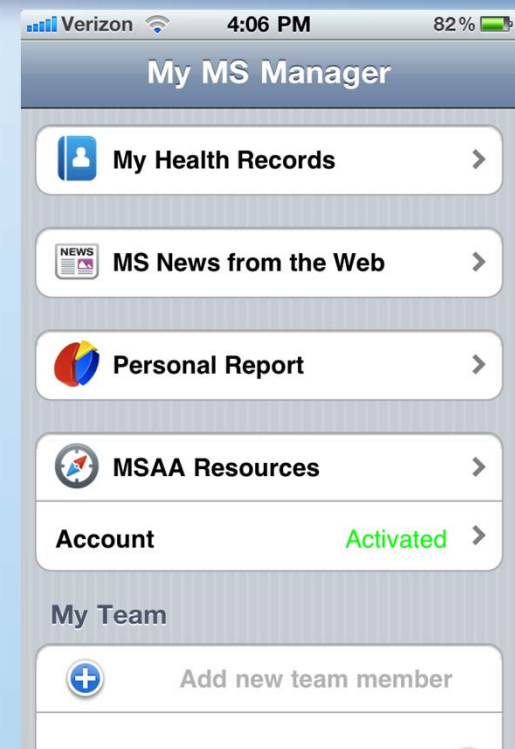 Verizon 4:06 PM 82%
My MS Manager
My Health Records
NEWS
MS News from the Web
Personal Report
MSAA Resources
Account Activated
My Team
Add new team member